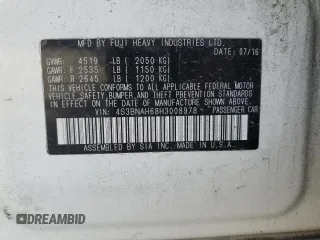 MFD.BY FUJI HEAVY INDUSTRIES LTD.
DATE: 07/16
GVWR: 4519 LB ( 2050 KG)
GAWR: F 2535 LB ( 1150 KG)
GAWR: R 2645 LB ( 1200 KG)
THIS VEHICLE CONFORMS TO ALL APPLICABLE FEDERAL MOTOR
VEHICLE SAFETY, BUMPER, AND THEFT PREVENTION STANDARDS
IN EFFECT ON THE DATE OF MANUFACTURE SHOWN ABOVE.
VIN: 4S3BNAH68H3008978 - PASSENGER CAR
ASSEMBLED BY SIA INC. MADE IN U.S.A.
© DREAMBID